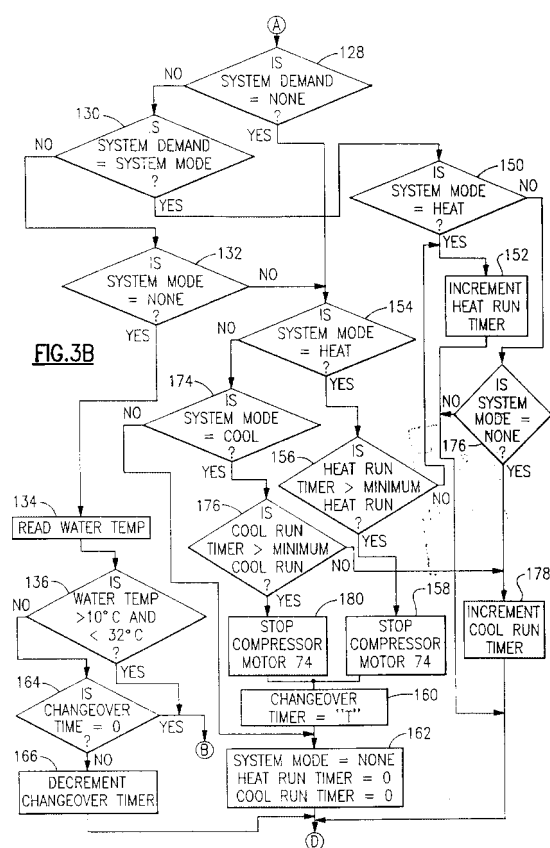 A
IS
SYSTEM DEMAND
= NONE
?
128
NO
YES
130
IS
SYSTEM DEMAND
= SYSTEM MODE
?
NO
YES
150
IS
SYSTEM MODE
= HEAT
?
NO
YES
132
IS
SYSTEM MODE
= NONE
?
NO
YES
152
INCREMENT
HEAT RUN
TIMER
FIG.3B
154
IS
SYSTEM MODE
= HEAT
?
NO
YES
174
IS
SYSTEM MODE
= COOL
?
NO
YES
IS
SYSTEM
MODE =
NONE
?
176
NO
YES
156
IS
HEAT RUN
TIMER > MINIMUM
HEAT RUN
?
NO
YES
134
READ WATER TEMP
176
IS
COOL RUN
TIMER > MINIMUM
COOL RUN
?
NO
YES
136
IS
WATER TEMP
>10°C AND
< 32°C
?
NO
YES
180
STOP
COMPRESSOR
MOTOR 74
158
STOP
COMPRESSOR
MOTOR 74
178
INCREMENT
COOL RUN
TIMER
164
IS
CHANGEOVER
TIME = 0
?
YES
NO
B
160
CHANGEOVER
TIMER = "T"
166
DECREMENT
CHANGEOVER TIMER
162
SYSTEM MODE = NONE
HEAT RUN TIMER = 0
COOL RUN TIMER = 0
D